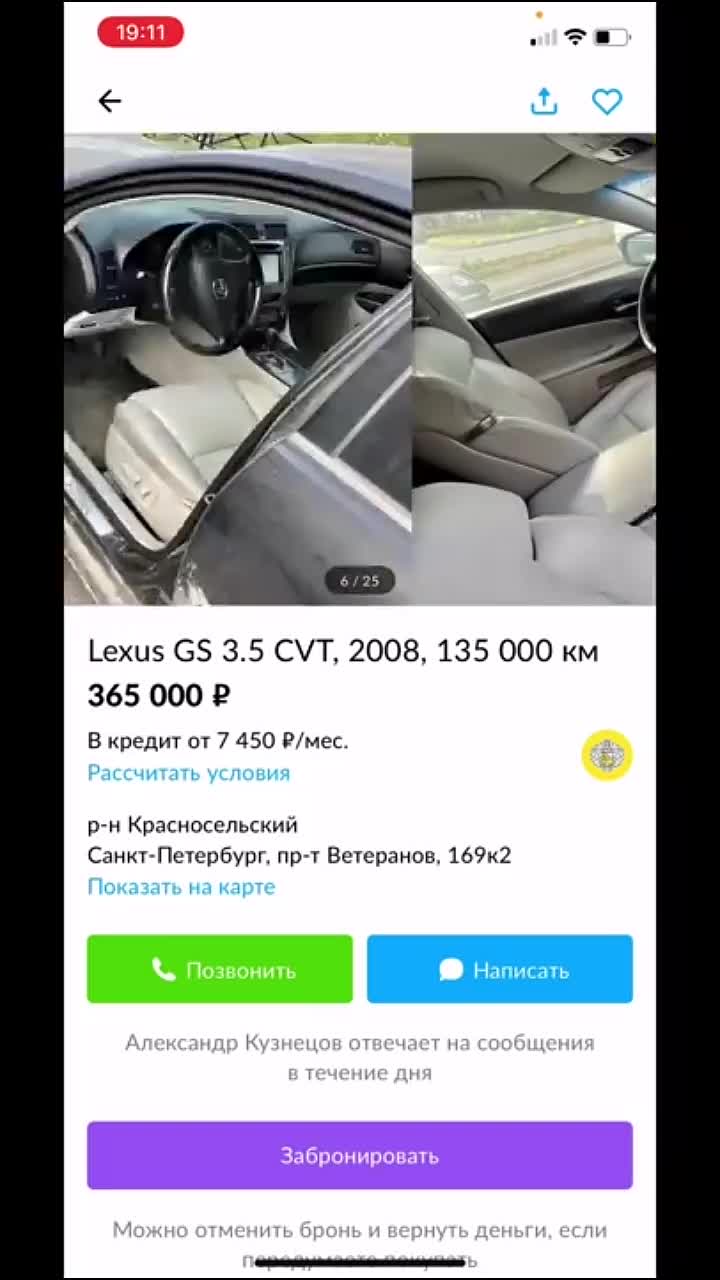 19:11
6 / 25
Lexus GS 3.5 CVT, 2008, 135 000 км
365 000 ₽
В кредит от 7 450 ₽/мес.
Рассчитать условия
р-н Красносельский
Санкт-Петербург, пр-т Ветеранов, 169к2
Показать на карте
Позвонить
Написать
Александр Кузнецов отвечает на сообщения
в течение дня
Забронировать
Можно отменить бронь и вернуть деньги, если
передумаете покупать